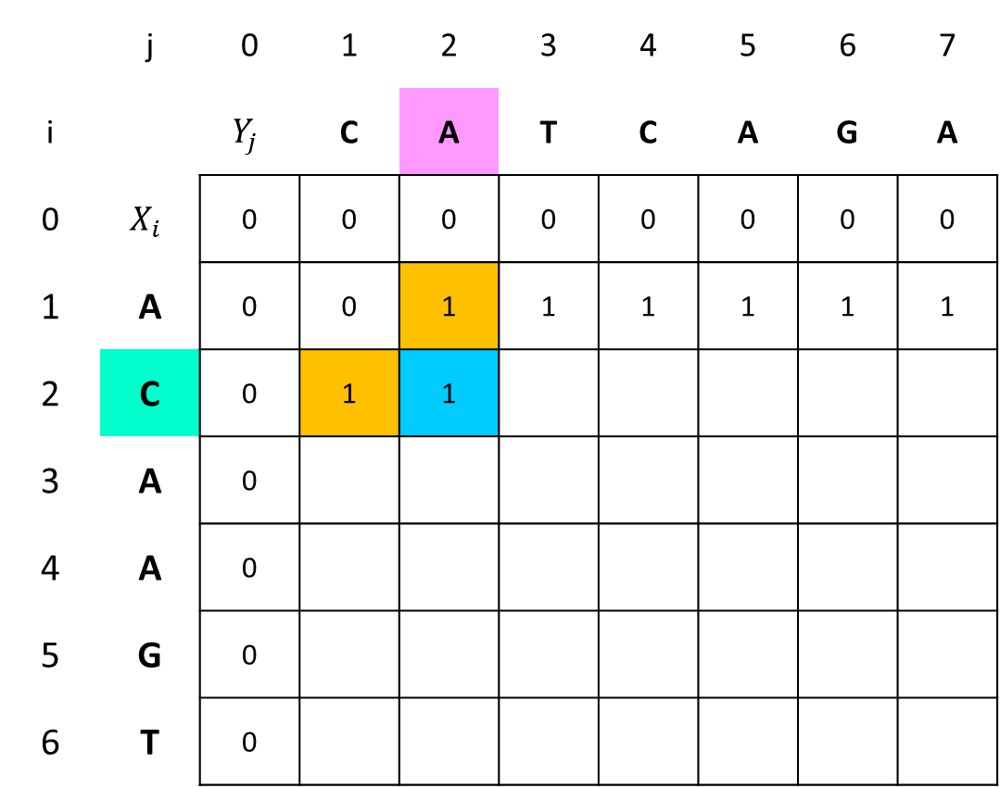 j 0 1 2 3 4 5 6 7
i Yj C A T C A G A
0 Xi 0 0 0 0 0 0 0 0
1 A 0 0 1 1 1 1 1 1
2 C 0 1 1
3 A 0
4 A 0
5 G 0
6 T 0